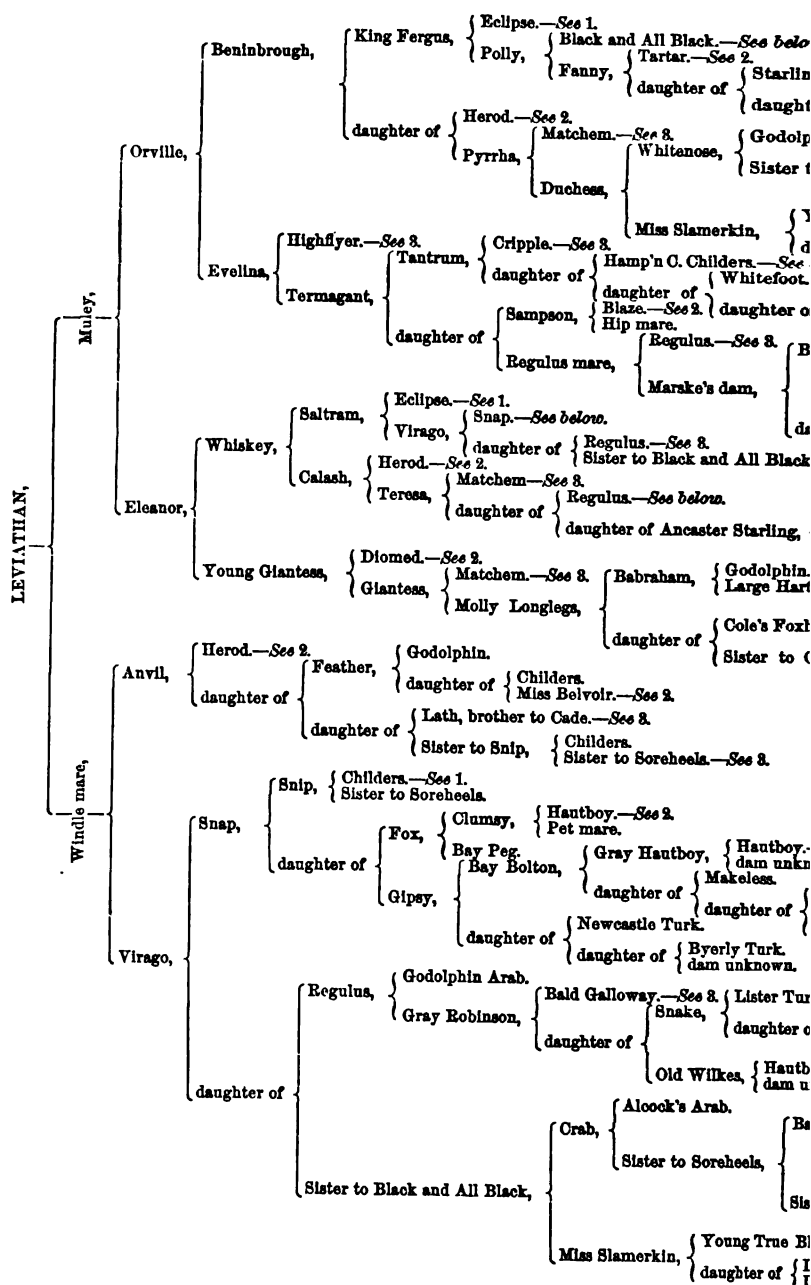 Eclipse.—See 1.
King Fergus,
Black and All Black.—See
Beninbrough,
Polly,
Tartar.—See 2.
Fanny,
daughter of
Herod.—See 2.
daughter of
Matchem.—See 3.
Orville,
Whitenose,
Pyrrha,
Sister
Duchess,
Miss Slamerkin,
Highflyer.—See 3.
Cripple.—See 3.
Tantrum,
Hamp'n C. Childers.—See
Evelina,
daughter of
Whitefoot.
Termagant,
daughter of
Blaze.—See 2.
daughter
Sampson,
Hip mare.
Muley,
daughter of
Regulus.—See 3.
Regulus mare,
Marske's dam,
Eclipse.—See 1.
Saltram,
Snap.—See below.
Virago,
Whiskey,
daughter of
Regulus.—See 3.
Sister to Black and All Black
Herod.—See 2.
Calash,
Matchem—See 3.
Teresa,
Regulus.—See below.
Eleanor,
daughter of
daughter of Ancaster Starling,
LEVIATHAN,
Diomed.—See 2.
Young Giantess,
Matchem.—See 3.
Babraham,
Godolphin.
Giantess,
Large
Molly Longlegs,
Cole's
daughter of
Sister to
Herod.—See 2.
Godolphin.
Anvil,
Feather,
Childers.
daughter of
daughter of
Miss Belvoir.—See 2.
Lath, brother to Cade.—See 3.
daughter of
Childers.
Sister to Snip,
Sister to Soreheels.—See 3.
Windle mare,
Childers.—See 1.
Snip,
Sister to Soreheels.
Hautboy.—See 2.
Clumsy,
Snap,
Pet mare.
Fox,
Bay Peg.
Gray Hautboy,
Hautboy.
daughter of
Bay Bolton,
dam
Makeless.
daughter of
Gipsy,
daughter of
Newcastle Turk.
daughter of
Byerly Turk.
Virago,
daughter of
dam unknown.
Godolphin Arab.
Regulus,
Bald Galloway.—See 3.
Lister
Gray Robinson,
Snake,
daughter
daughter of
Old Wilkes,
dam
daughter of
Alcock's Arab.
Crab,
Sister to Soreheels,
Sister to Black and All Black,
Young True
Miss Slamerkin,
daughter of